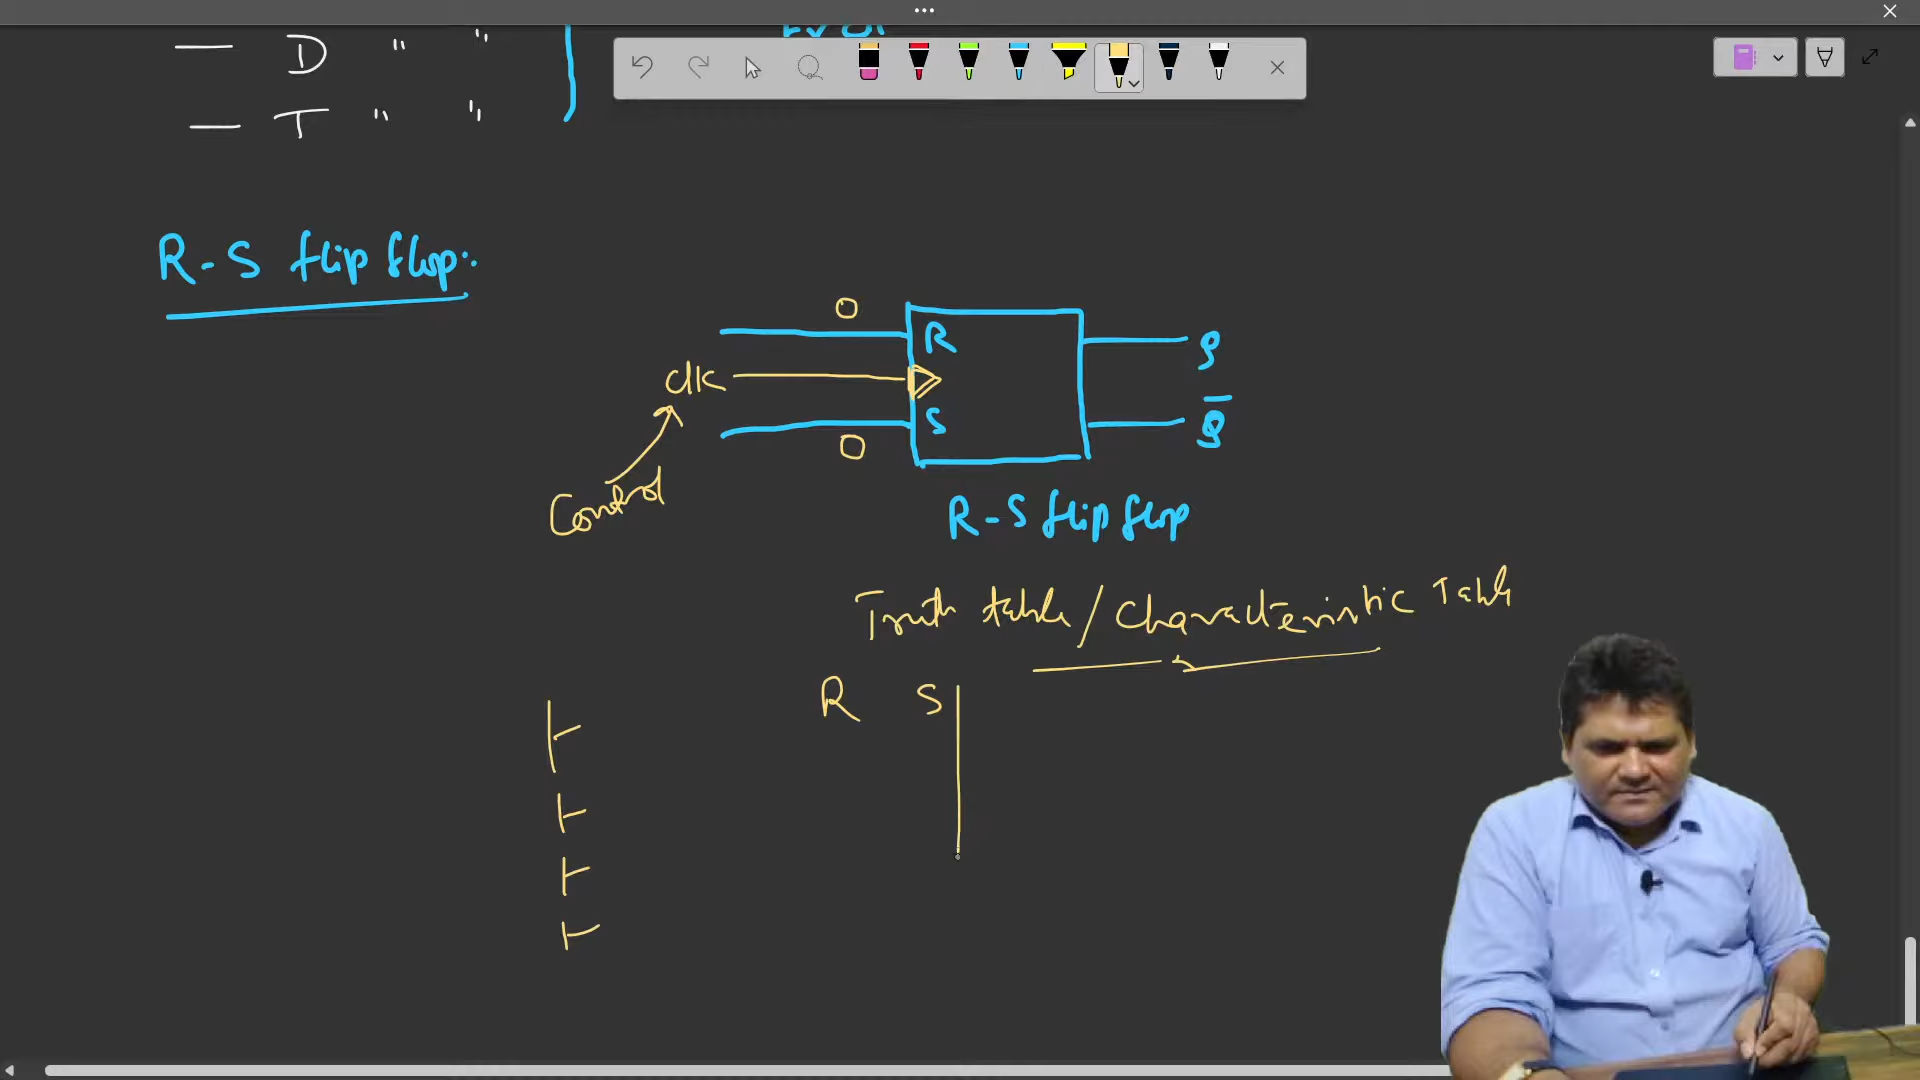 — D " "
— T " "
R-S flip flop:
0
R
Q
Clk
S
Q̅
0
Control
R-S flip flop
Truth table / Characteristic Table
R S